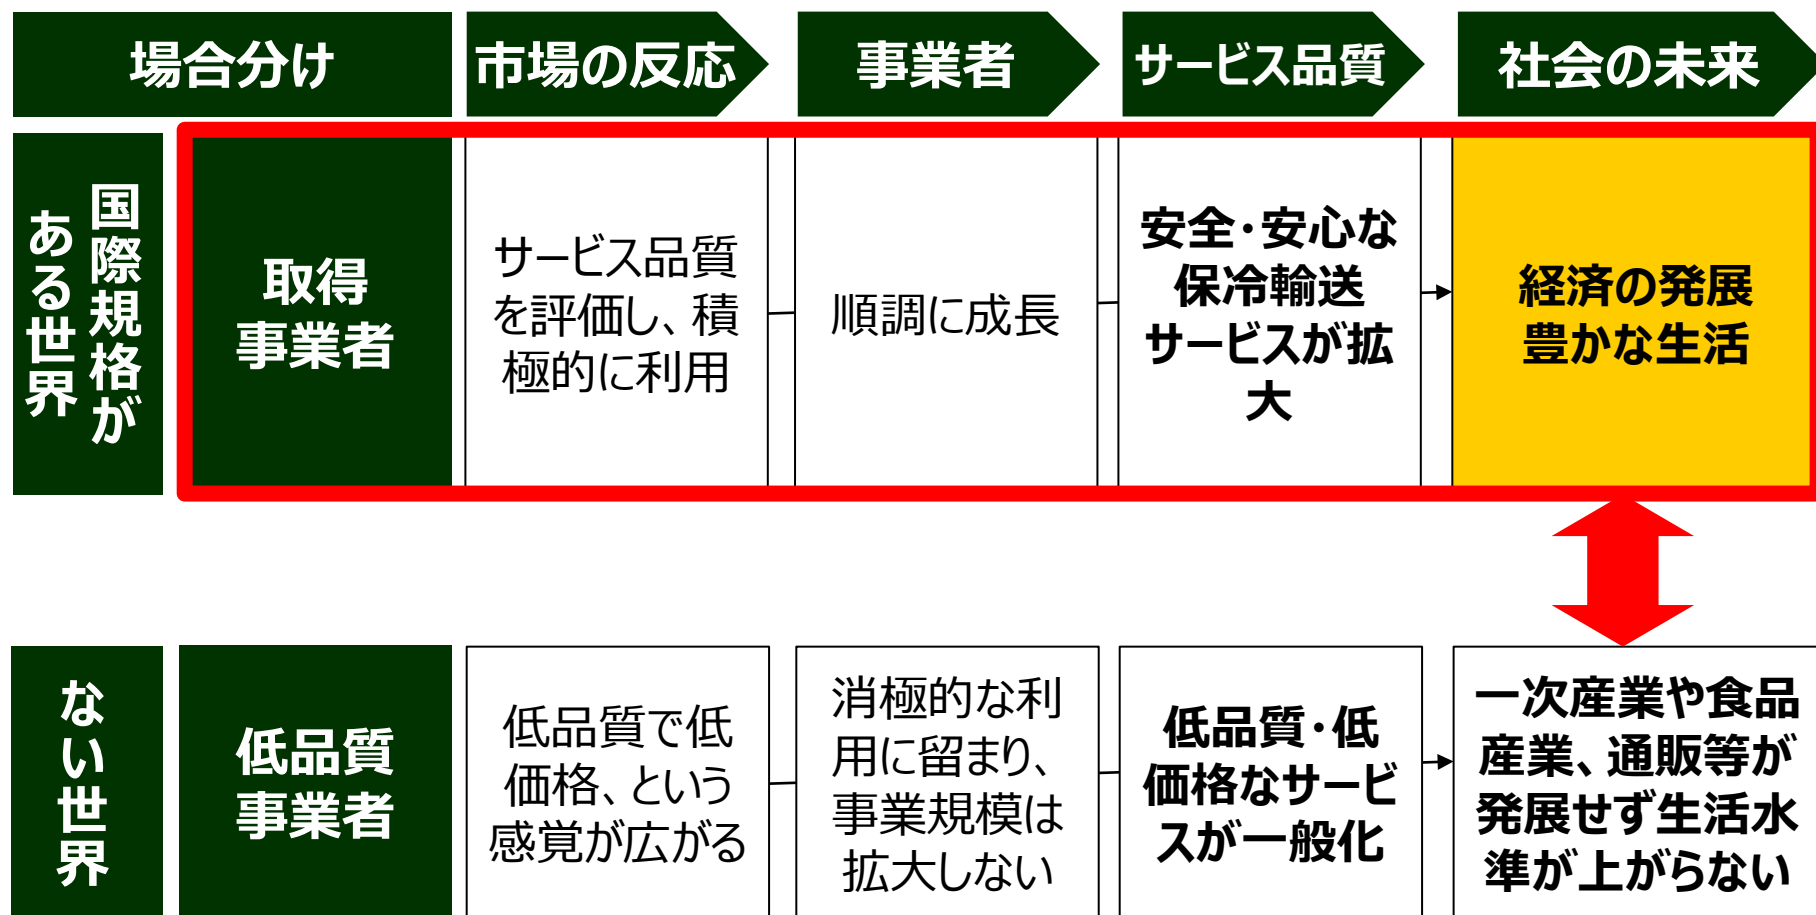 場合分け
市場の反応
事業者
サービス品質
社会の未来
国際規格が
ある世界
取得
事業者
サービス品質
を評価し、積
極的に利用
順調に成長
安全・安心な
保冷輸送
サービスが拡
大
経済の発展
豊かな生活
ない世界
低品質
事業者
低品質で低
価格、という
感覚が広がる
消極的な利
用に留まり、
事業規模は
拡大しない
低品質・低
価格なサービ
スが一般化
一次産業や食品
産業、通販等が
発展せず生活水
準が上がらない